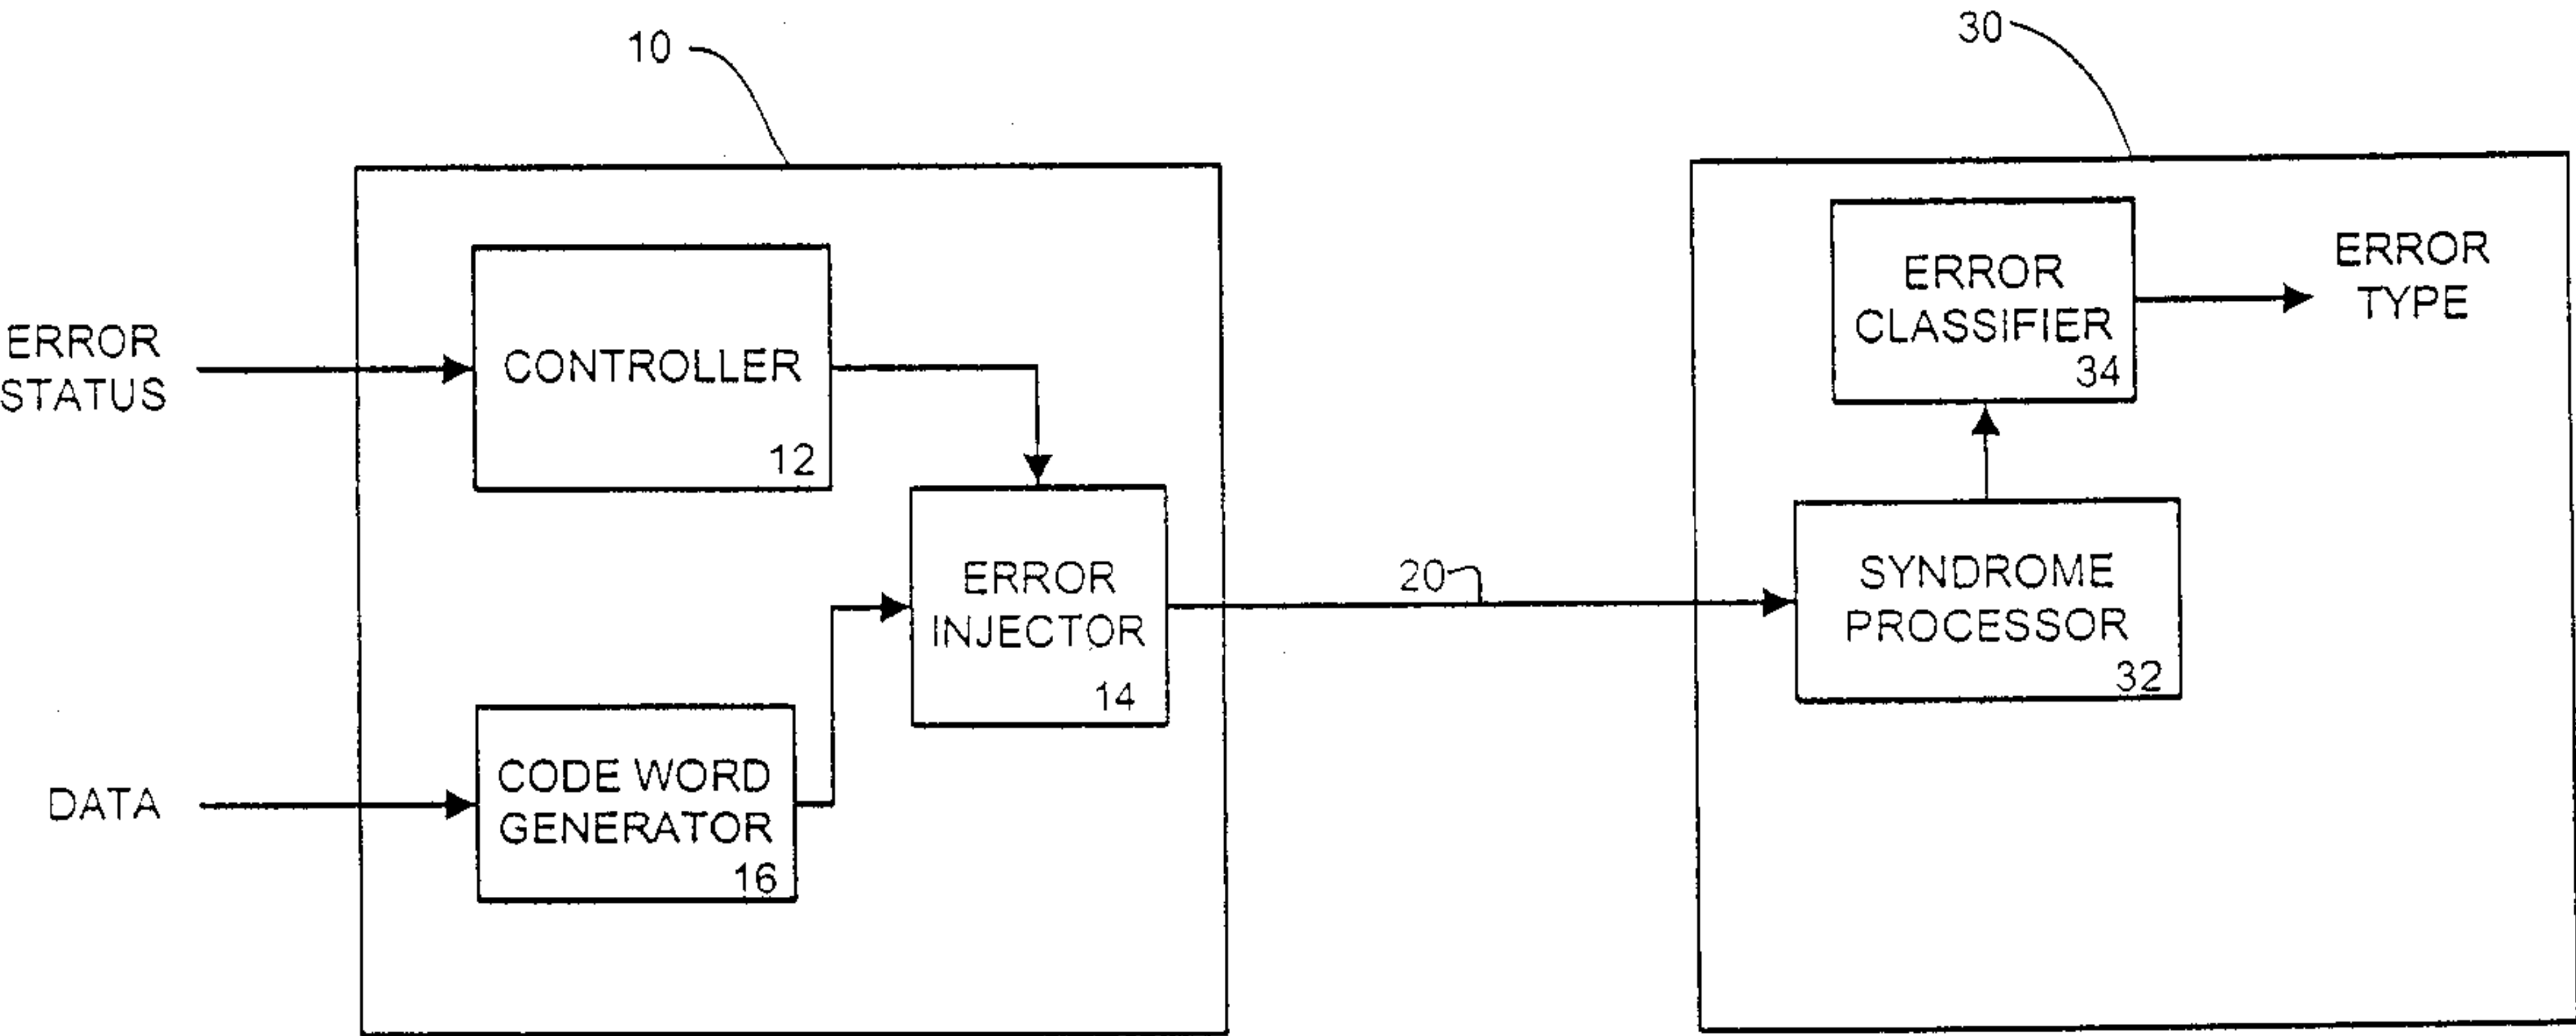 10
30
ERROR
STATUS
CONTROLLER
12
ERROR
INJECTOR
14
DATA
CODE WORD
GENERATOR
16
20
ERROR
CLASSIFIER
34
ERROR
TYPE
SYNDROME
PROCESSOR
32